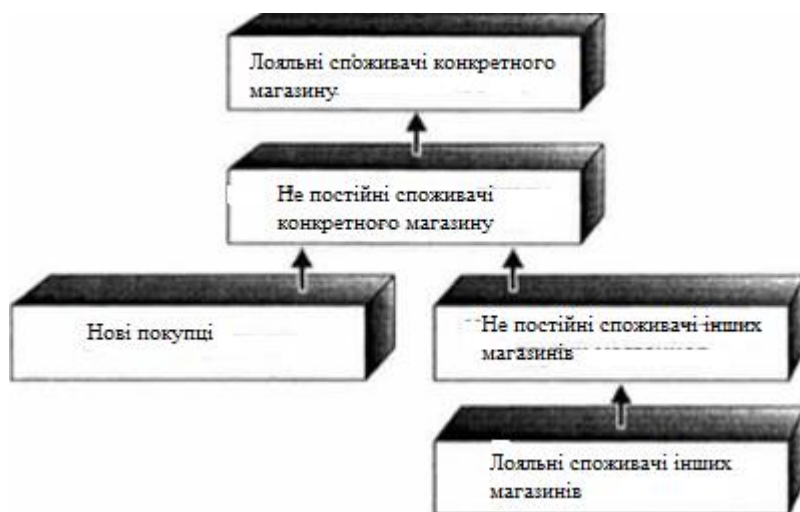 Лояльні споживачі конкретного
магазину
Не постійні споживачі
конкретного магазину
Нові покупці
Не постійні споживачі інших
магазинів
Лояльні споживачі інших
магазинів